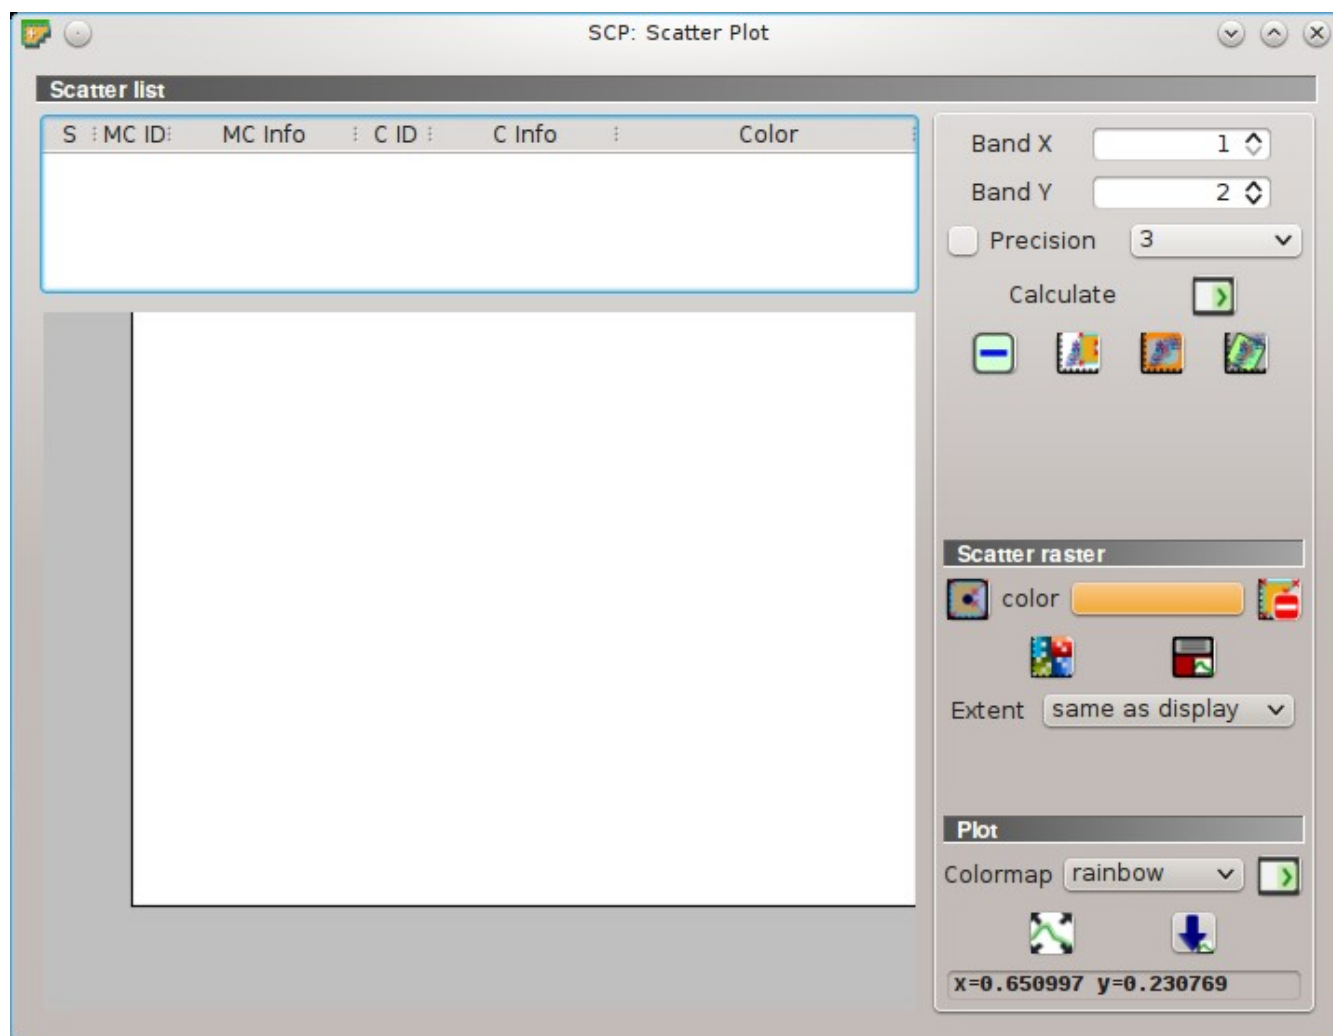 SCP: Scatter Plot
Scatter list
S MC ID MC Info C ID C Info Color
Band X 1
Band Y 2
Precision 3
Calculate
Scatter raster
color
Extent same as display
Plot
Colormap rainbow
x=0.650997 y=0.230769